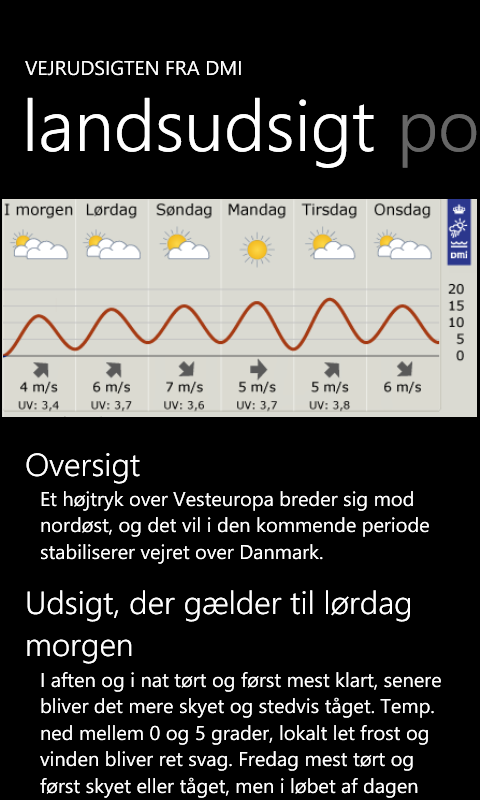 VEJRUDSIGTEN FRA DMI
landsudsigt po
I morgen Lørdag Søndag Mandag Tirsdag Onsdag
DMI
20
15
10
5
0
4 m/s 6 m/s 7 m/s 5 m/s 5 m/s 6 m/s
UV: 3,4 UV: 3,7 UV: 3,6 UV: 3,7 UV: 3,8
Oversigt
Et højtryk over Vesteuropa breder sig mod
nordøst, og det vil i den kommende periode
stabiliserer vejret over Danmark.
Udsigt, der gælder til lørdag
morgen
I aften og i nat tørt og først mest klart, senere
bliver det mere skyet og stedvis tåget. Temp.
ned mellem 0 og 5 grader, lokalt let frost og
vinden bliver ret svag. Fredag mest tørt og
først skyet eller tåget, men i løbet af dagen